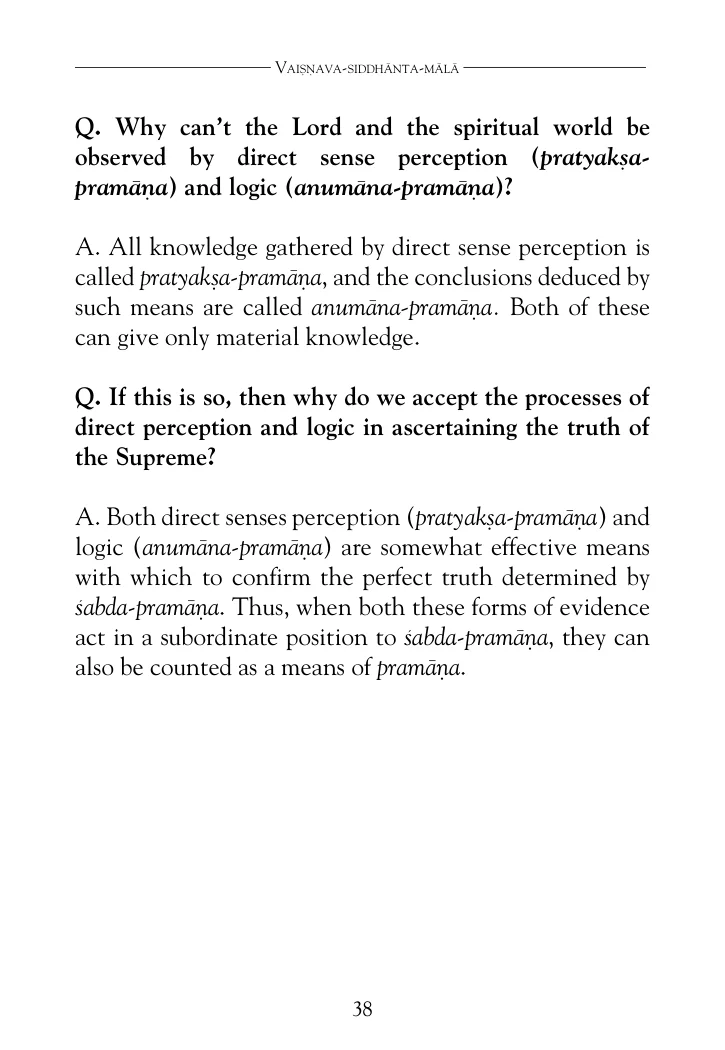 VAIṢṆAVA-SIDDHĀNTA-MĀLĀ
Q. Why can’t the Lord and the spiritual world be
observed by direct sense perception (pratyakṣa-
pramāṇa) and logic (anumāna-pramāṇa)?
A. All knowledge gathered by direct sense perception is
called pratyakṣa-pramāṇa, and the conclusions deduced by
such means are called anumāna-pramāṇa. Both of these
can give only material knowledge.
Q. If this is so, then why do we accept the processes of
direct perception and logic in ascertaining the truth of
the Supreme?
A. Both direct senses perception (pratyakṣa-pramāṇa) and
logic (anumāna-pramāṇa) are somewhat effective means
with which to confirm the perfect truth determined by
śabda-pramāṇa. Thus, when both these forms of evidence
act in a subordinate position to śabda-pramāṇa, they can
also be counted as a means of pramāṇa.
38